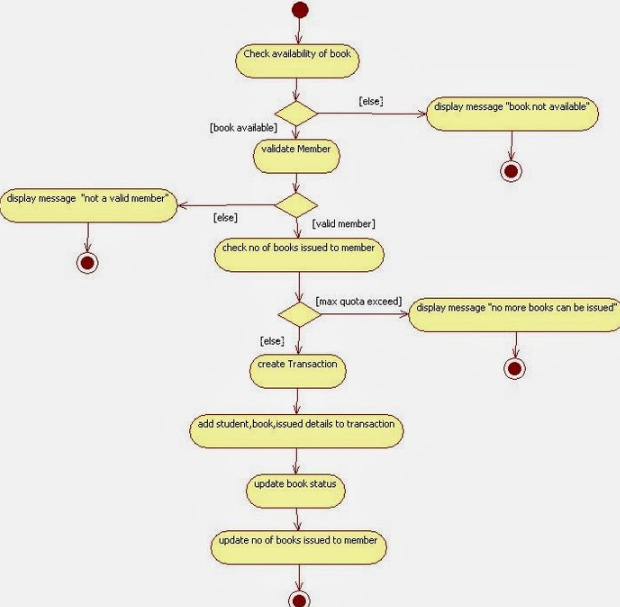 Check availability of book
[else]
display message "book not available"
[book available]
validate Member
display message  "not a valid member"
[else]
[valid member]
check no of books issued to member
[max quota exceed]
display message "no more books can be issued"
[else]
create Transaction
add student,book,issued details to transaction
update book status
update no of books issued to member